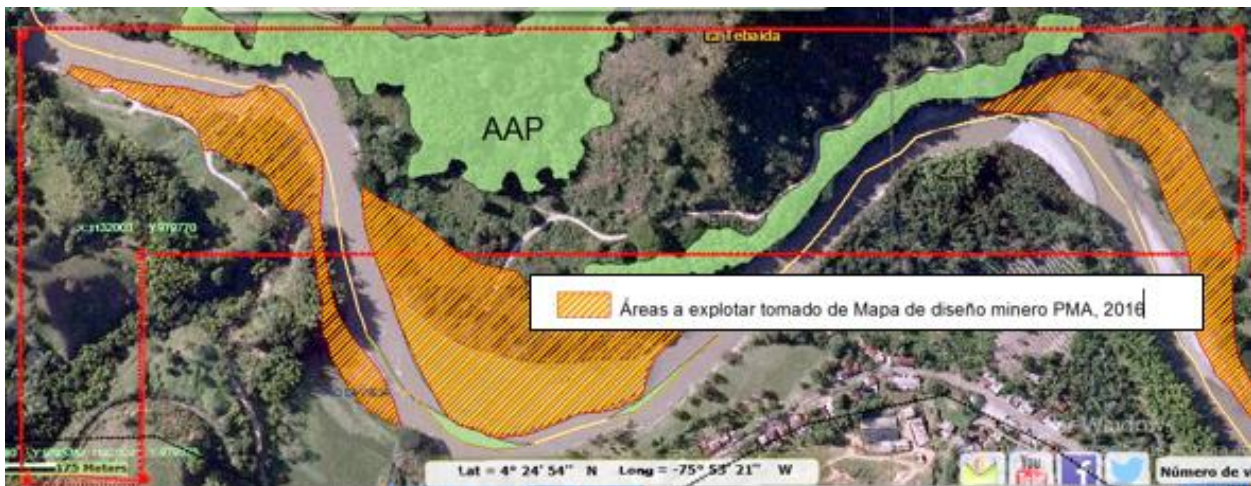 La Tebaida
AAP
Áreas a explotar tomado de Mapa de diseño minero PMA, 2016
175 Meters
Lat = 4° 24' 54" N Long = -75° 53' 21" W
You
Número de v